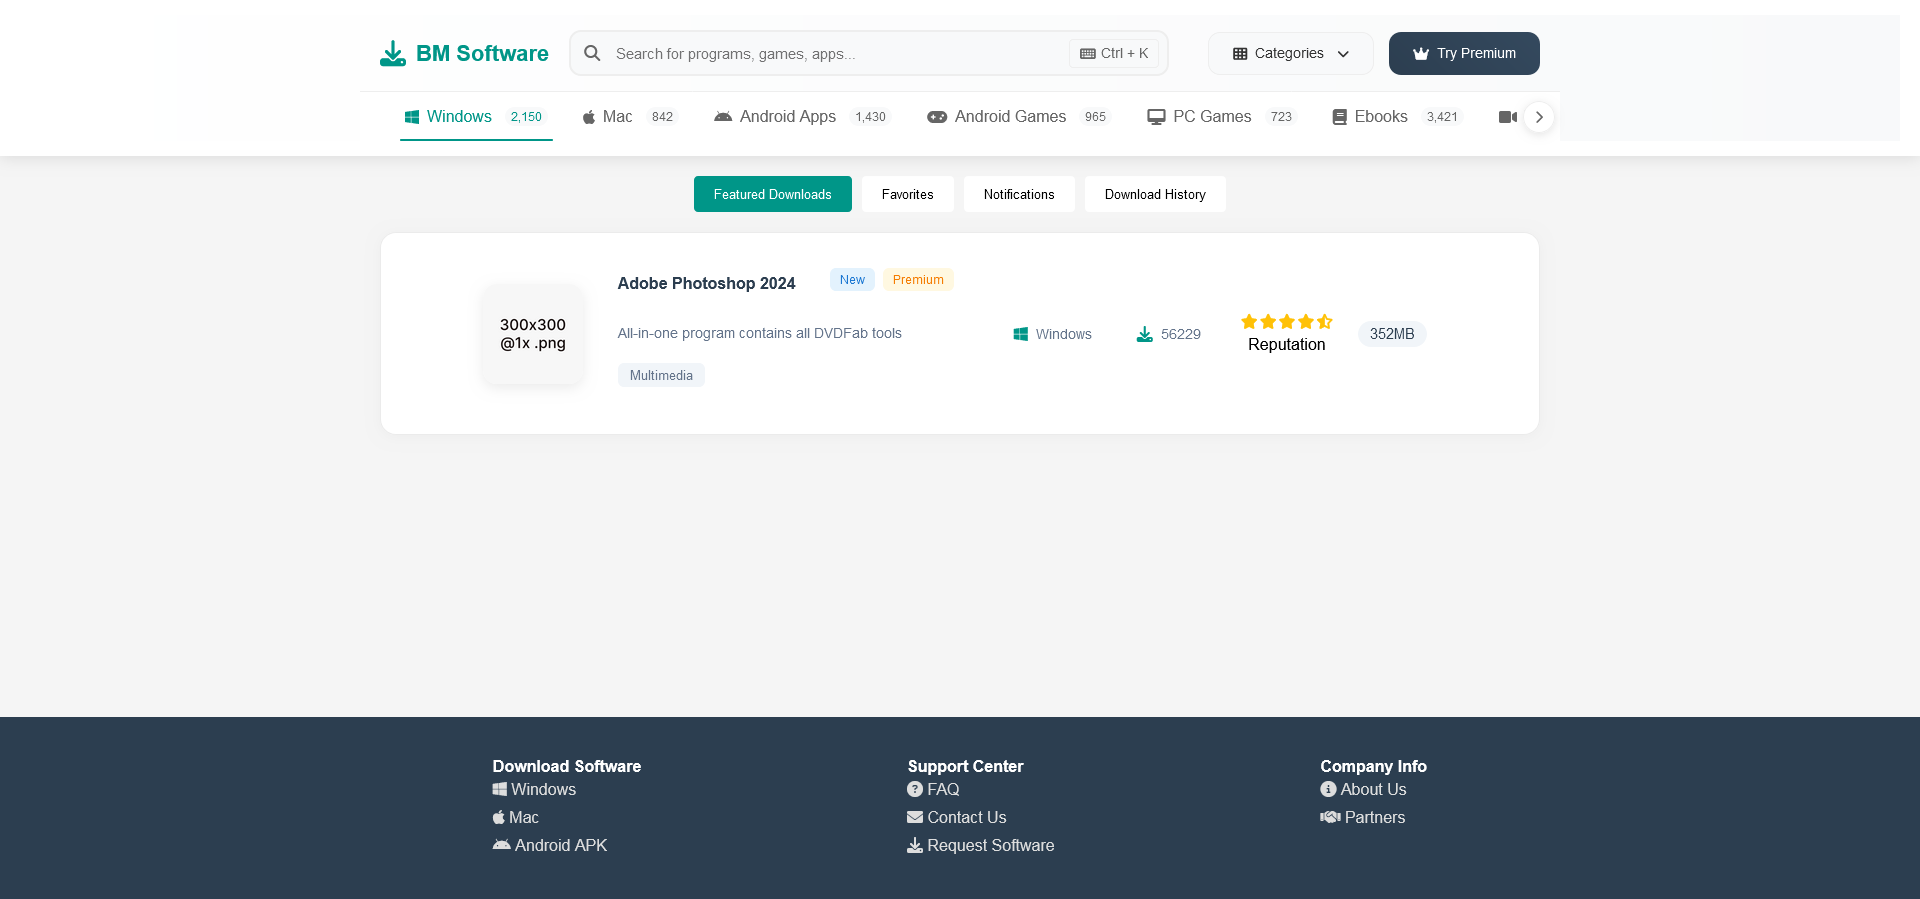 BM Software
Search for programs, games, apps...
Ctrl + K
Categories
Try Premium
Windows 2,150
Mac 842
Android Apps 1,430
Android Games 965
PC Games 723
Ebooks 3,421
Featured Downloads
Favorites
Notifications
Download History
300x300
@1x .png
Adobe Photoshop 2024
New
Premium
All-in-one program contains all DVDFab tools
Multimedia
Windows
56229
Reputation
352MB
Download Software
Windows
Mac
Android APK
Support Center
FAQ
Contact Us
Request Software
Company Info
About Us
Partners